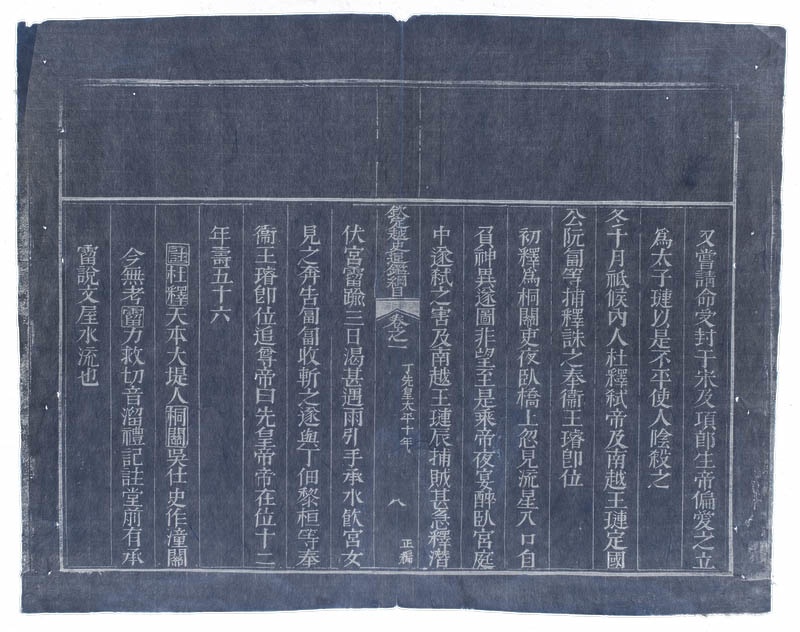 又嘗請命受封于宋及項郎生帝偏愛之立
為太子璉以是不平使人陰殺之
冬十月祗候內人杜釋弑帝及南越王璉定國
公阮匐等捕釋誅之奉衞王璿卽位
初釋為桐關吏夜臥橋上忽見流星入口自
負神異遂圖非望至是乘帝夜宴醉臥宮庭
中遂弑之害及南越王璉辰捕賊甚急釋潛
欽定越史通鑑綱目 正編 卷之一 丁先皇太平十年 八 正編
伏宮霤踰三日渴甚遇雨引手承水飲宮女
見之奔告匐匐收斬之遂與丁佃黎桓等奉
衞王璿卽位追尊帝曰先皇帝帝在位十二
年壽五十六
註杜釋天本大堤人桐關吳仕史作潼關
今無考霤力救切音溜禮記註堂前有承
霤說文屋水流也